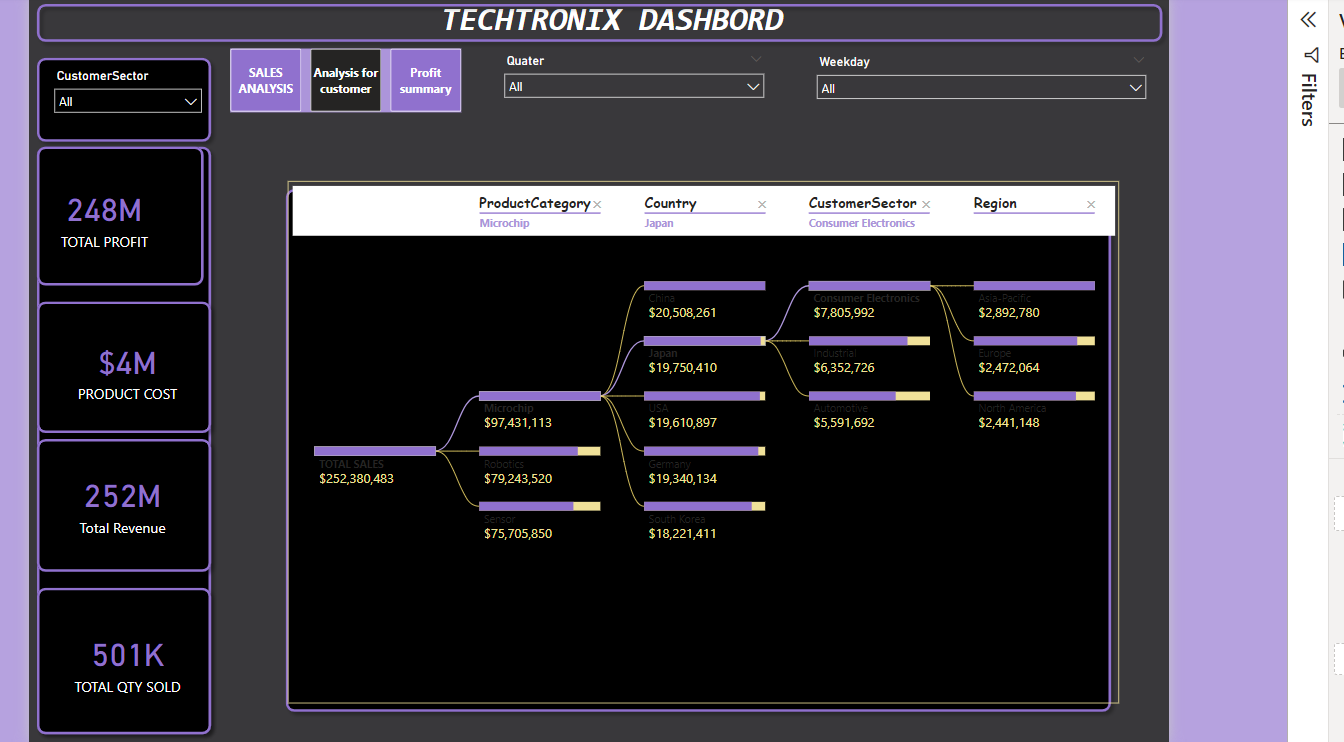 TECHTRONIX DASHBORD
CustomerSector
All
SALES ANALYSIS
Analysis for customer
Profit summary
Quater
All
Weekday
All
248M
TOTAL PROFIT
$4M
PRODUCT COST
252M
Total Revenue
501K
TOTAL QTY SOLD
ProductCategory
Microchip
Country
Japan
CustomerSector
Consumer Electronics
Region
TOTAL SALES
$252,380,483
Microchip
$97,431,113
Robotics
$79,243,520
Sensor
$75,705,850
China
$20,508,261
Japan
$19,750,410
USA
$19,610,897
Germany
$19,340,134
South Korea
$18,221,411
Consumer Electronics
$7,805,992
Industrial
$6,352,726
Automotive
$5,591,692
Asia-Pacific
$2,892,780
Europe
$2,472,064
North America
$2,441,148
Filters